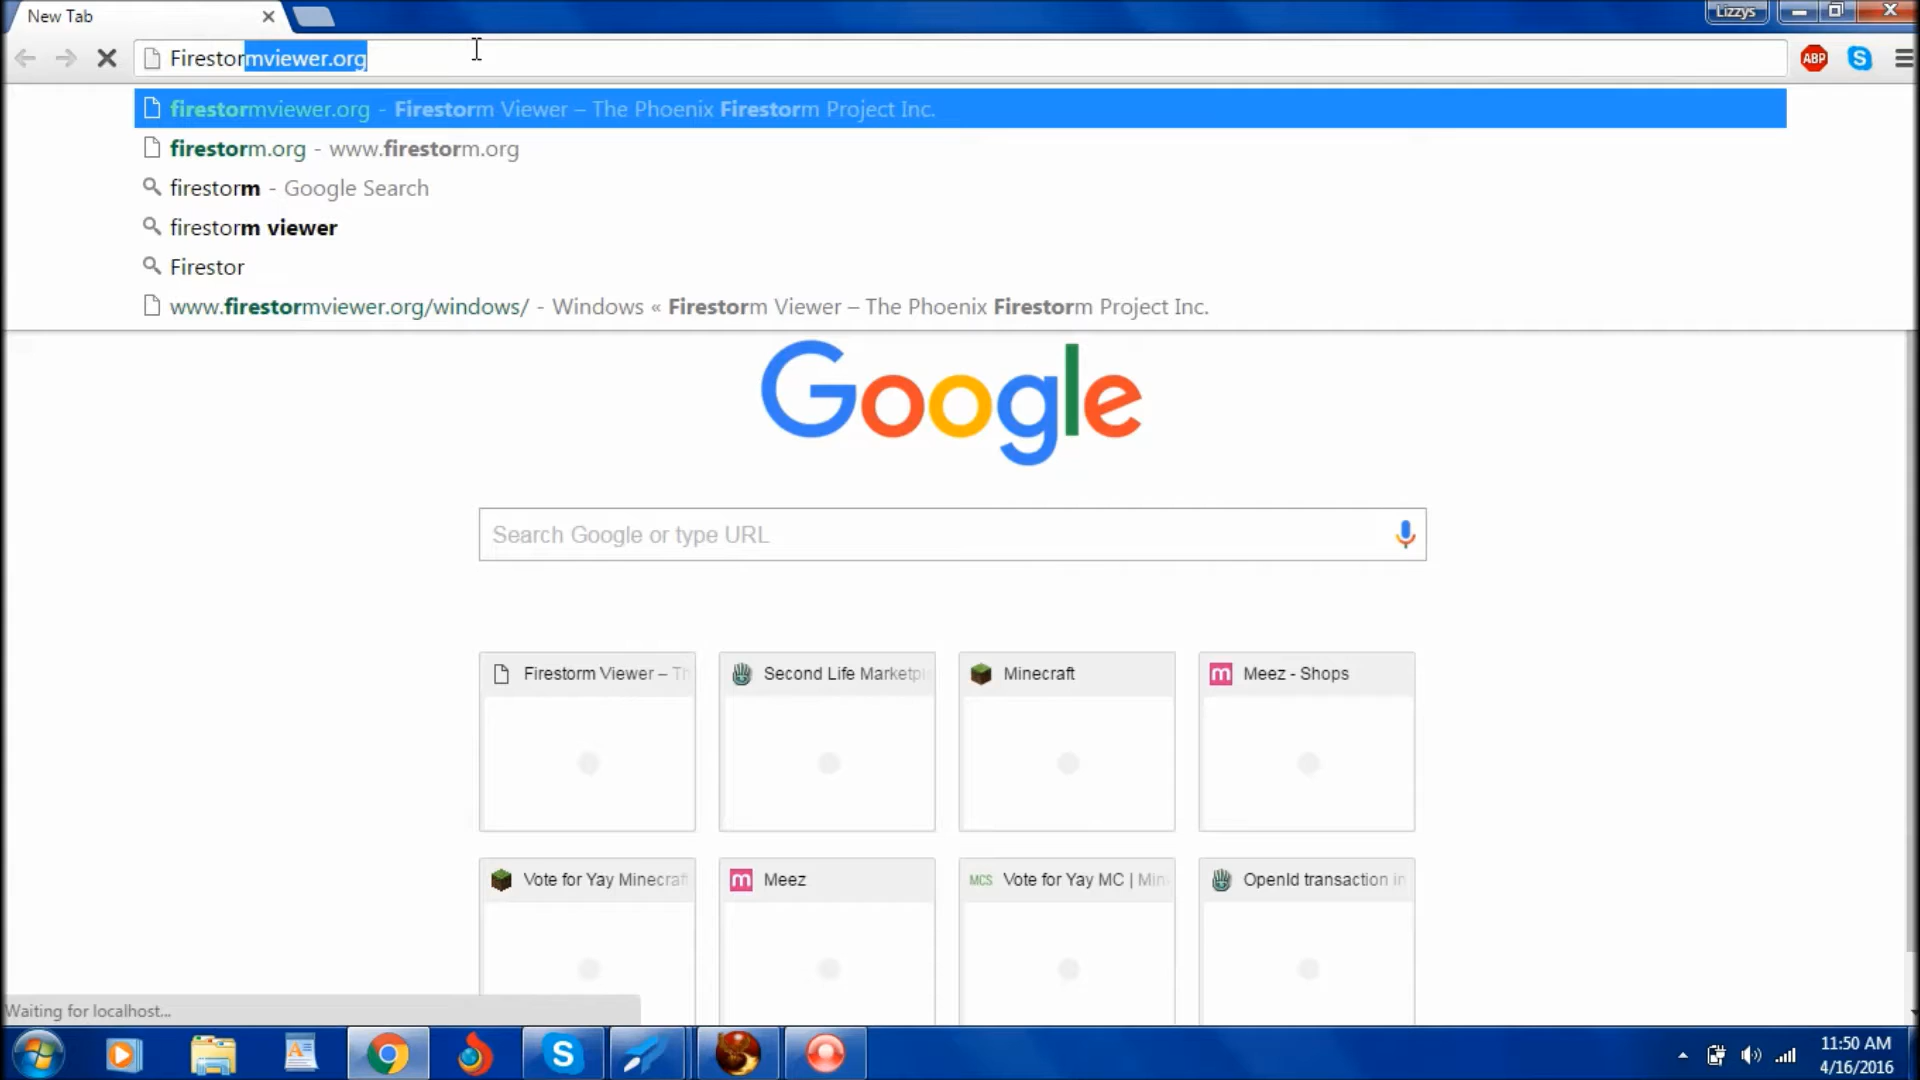 New Tab
Lizzys
Firestormviewer.org
ABP
firestormviewer.org - Firestorm Viewer – The Phoenix Firestorm Project Inc.
firestorm.org - www.firestorm.org
firestorm - Google Search
firestorm viewer
Firestor
www.firestormviewer.org/windows/ - Windows « Firestorm Viewer – The Phoenix Firestorm Project Inc.
Google
Search Google or type URL
Firestorm Viewer – Th
Second Life Marketpl
Minecraft
m Meez - Shops
Vote for Yay Minecraft
m Meez
MCS Vote for Yay MC | Min
OpenId transaction in
Waiting for localhost...
11:50 AM
4/16/2016